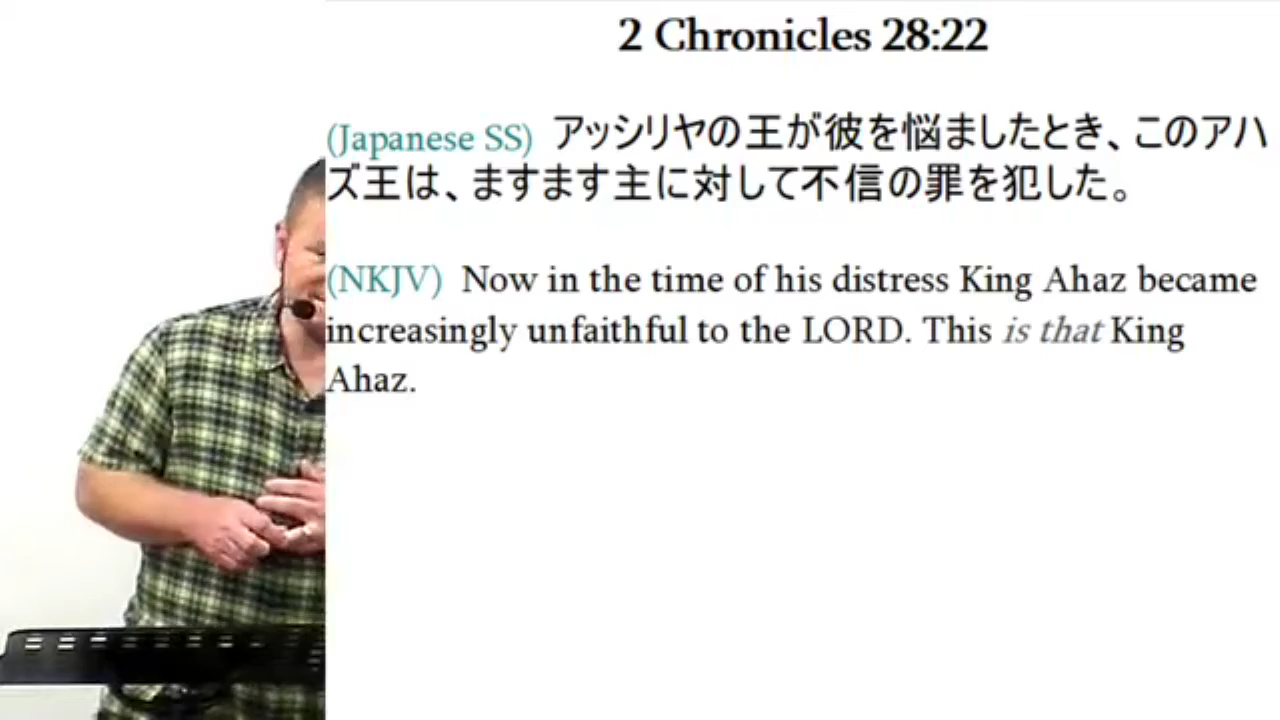 2 Chronicles 28:22
(Japanese SS) アッシリヤの王が彼を悩ましたとき、このアハ
ズ王は、ますます主に対して不信の罪を犯した。
(NKJV) Now in the time of his distress King Ahaz became
increasingly unfaithful to the LORD. This is that King
Ahaz.